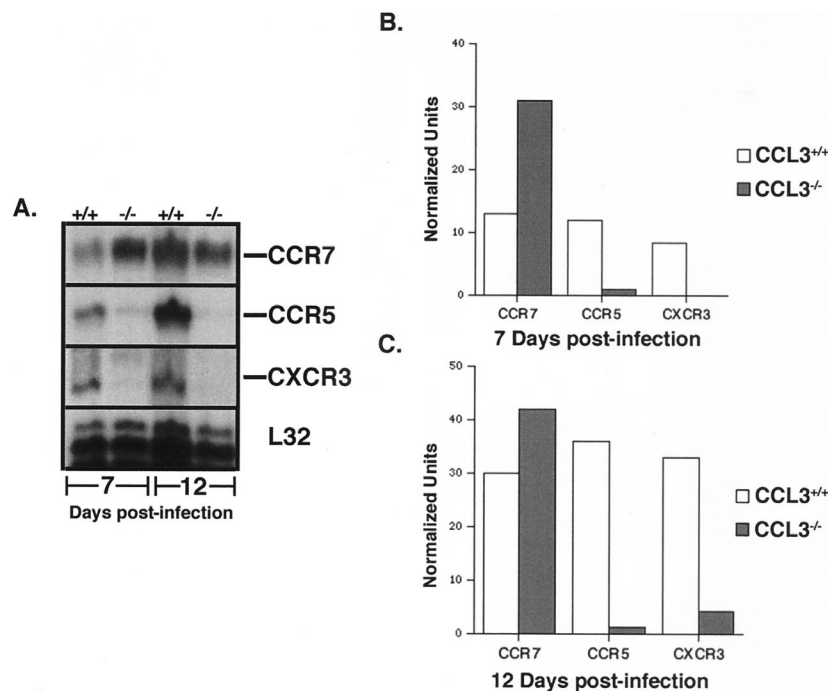 A.
+/+ -/- +/+ -/-
CCR7
CCR5
CXCR3
L32
7 12
Days post-infection
B.
Normalized Units
40
30
20
10
0
CCR7 CCR5 CXCR3
7 Days post-infection
CCL3+/+
CCL3-/-
C.
Normalized Units
50
40
30
20
10
0
CCR7 CCR5 CXCR3
12 Days post-infection
CCL3+/+
CCL3-/-